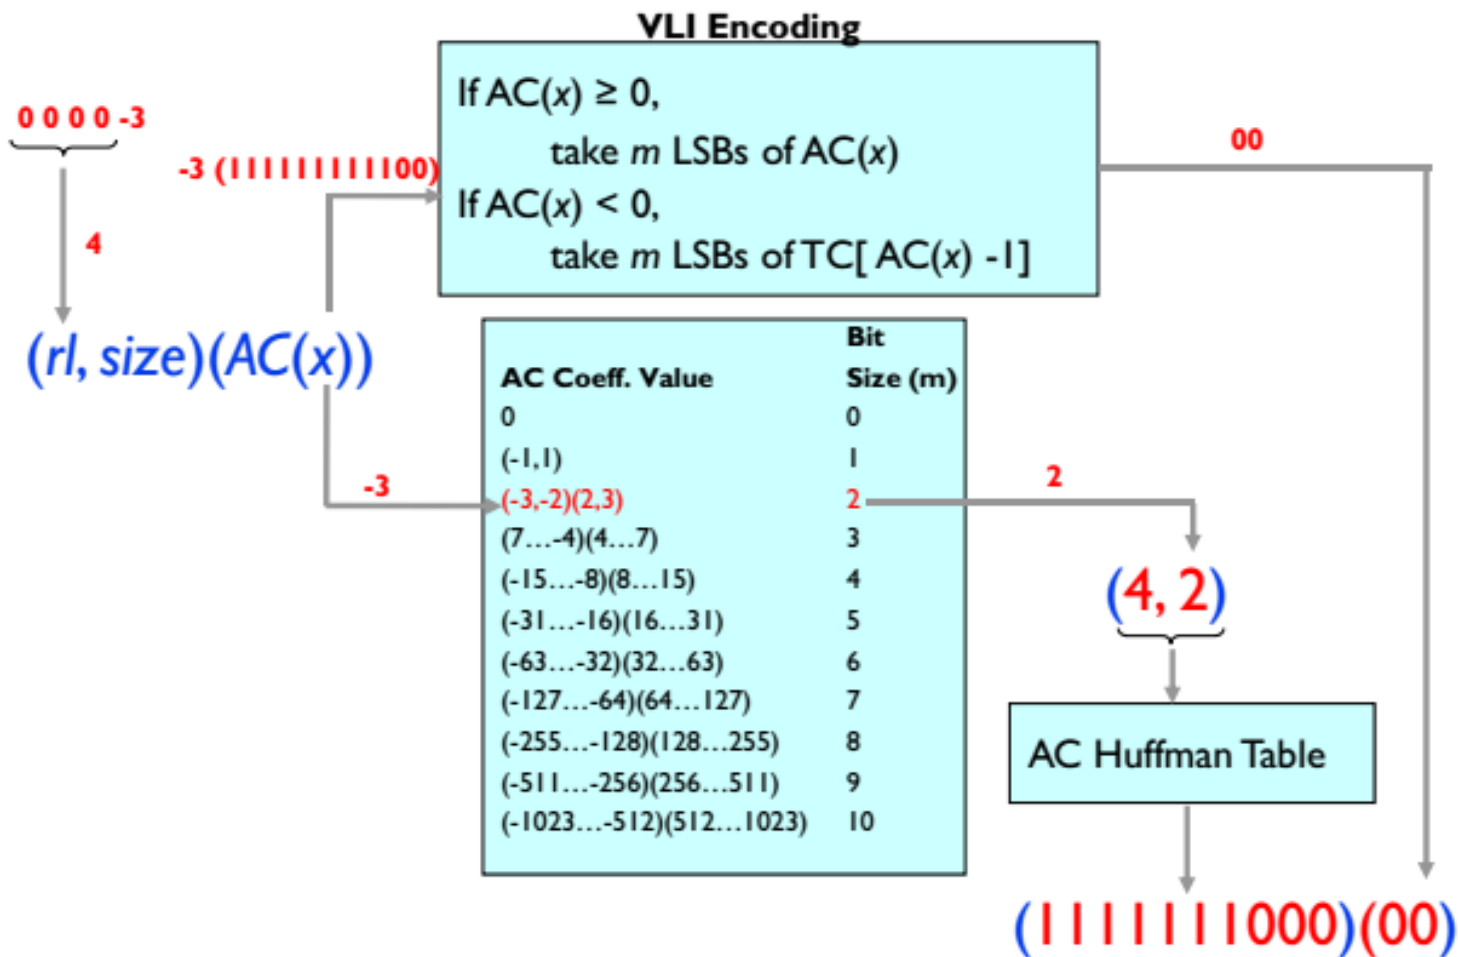 VLI Encoding
If AC(x) ≥ 0,
take m LSBs of AC(x)
If AC(x) < 0,
take m LSBs of TC[ AC(x) -1]
0 0 0 0 -3
-3 (111111111100)
00
4
(rl, size)(AC(x))
-3
Bit
AC Coeff. Value Size (m)
0 0
(-1,1) 1
(-3,-2)(2,3) 2
(7...-4)(4...7) 3
(-15...-8)(8...15) 4
(-31...-16)(16...31) 5
(-63...-32)(32...63) 6
(-127...-64)(64...127) 7
(-255...-128)(128...255) 8
(-511...-256)(256...511) 9
(-1023...-512)(512...1023) 10
2
(4, 2)
AC Huffman Table
(1111111000)(00)